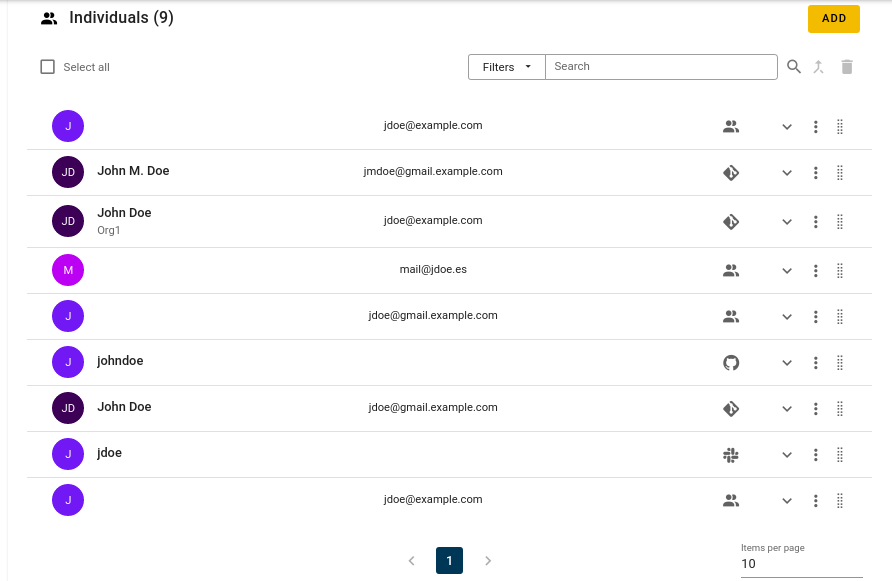 Individuals (9)
ADD
Select all
Filters
Search
J
jdoe@example.com
JD
John M. Doe
jmdoe@gmail.example.com
JD
John Doe
Org1
jdoe@example.com
M
mail@jdoe.es
J
jdoe@gmail.example.com
J
johndoe
JD
John Doe
jdoe@gmail.example.com
J
jdoe
J
jdoe@example.com
1
Items per page
10